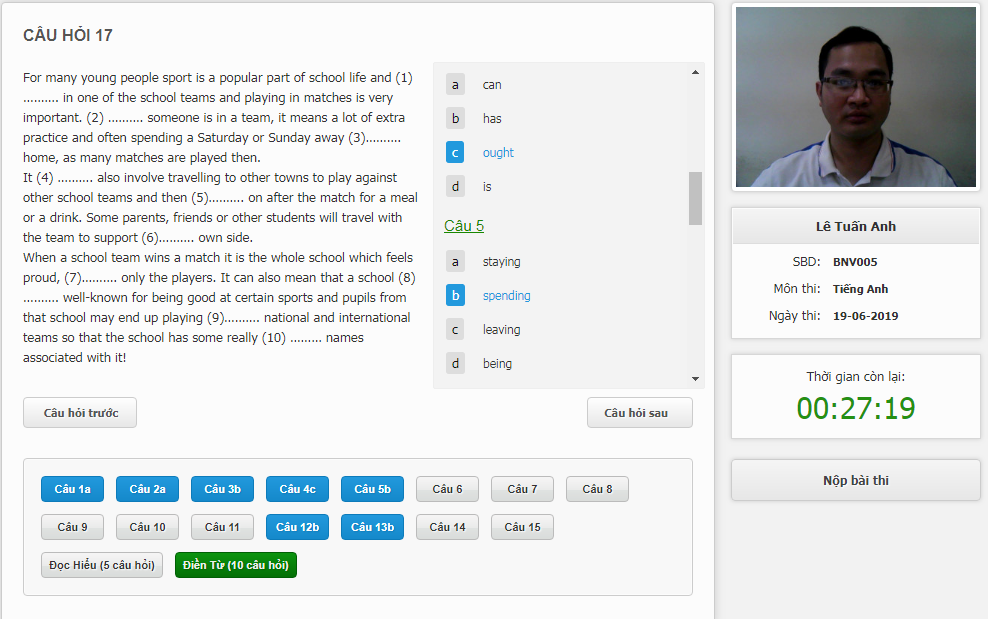 CÂU HỎI 17
For many young people sport is a popular part of school life and (1)
.......... in one of the school teams and playing in matches is very
important. (2) .......... someone is in a team, it means a lot of extra
practice and often spending a Saturday or Sunday away (3)..........
home, as many matches are played then.
It (4) .......... also involve travelling to other towns to play against
other school teams and then (5).......... on after the match for a meal
or a drink. Some parents, friends or other students will travel with
the team to support (6).......... own side.
When a school team wins a match it is the whole school which feels
proud, (7).......... only the players. It can also mean that a school (8)
.......... well-known for being good at certain sports and pupils from
that school may end up playing (9).......... national and international
teams so that the school has some really (10) ......... names
associated with it!
a can
b has
c ought
d is
Câu 5
a staying
b spending
c leaving
d being
Câu hỏi trước
Câu hỏi sau
Câu 1a Câu 2a Câu 3b Câu 4c Câu 5b Câu 6 Câu 7 Câu 8
Câu 9 Câu 10 Câu 11 Câu 12b Câu 13b Câu 14 Câu 15
Đọc Hiểu (5 câu hỏi) Điền Từ (10 câu hỏi)
Lê Tuấn Anh
SBD: BNV005
Môn thi: Tiếng Anh
Ngày thi: 19-06-2019
Thời gian còn lại:
00:27:19
Nộp bài thi